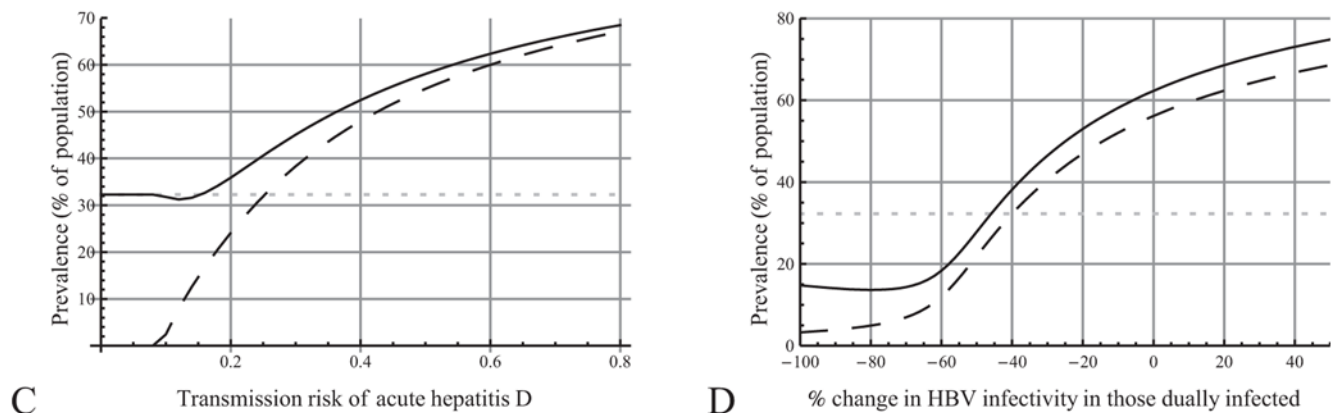 70
60
50
40
30
20
10
Prevalence (% of population)
0.2 0.4 0.6 0.8
Transmission risk of acute hepatitis D
C
80
60
40
20
0
Prevalence (% of population)
−100 −80 −60 −40 −20 0 20 40
% change in HBV infectivity in those dually infected
D